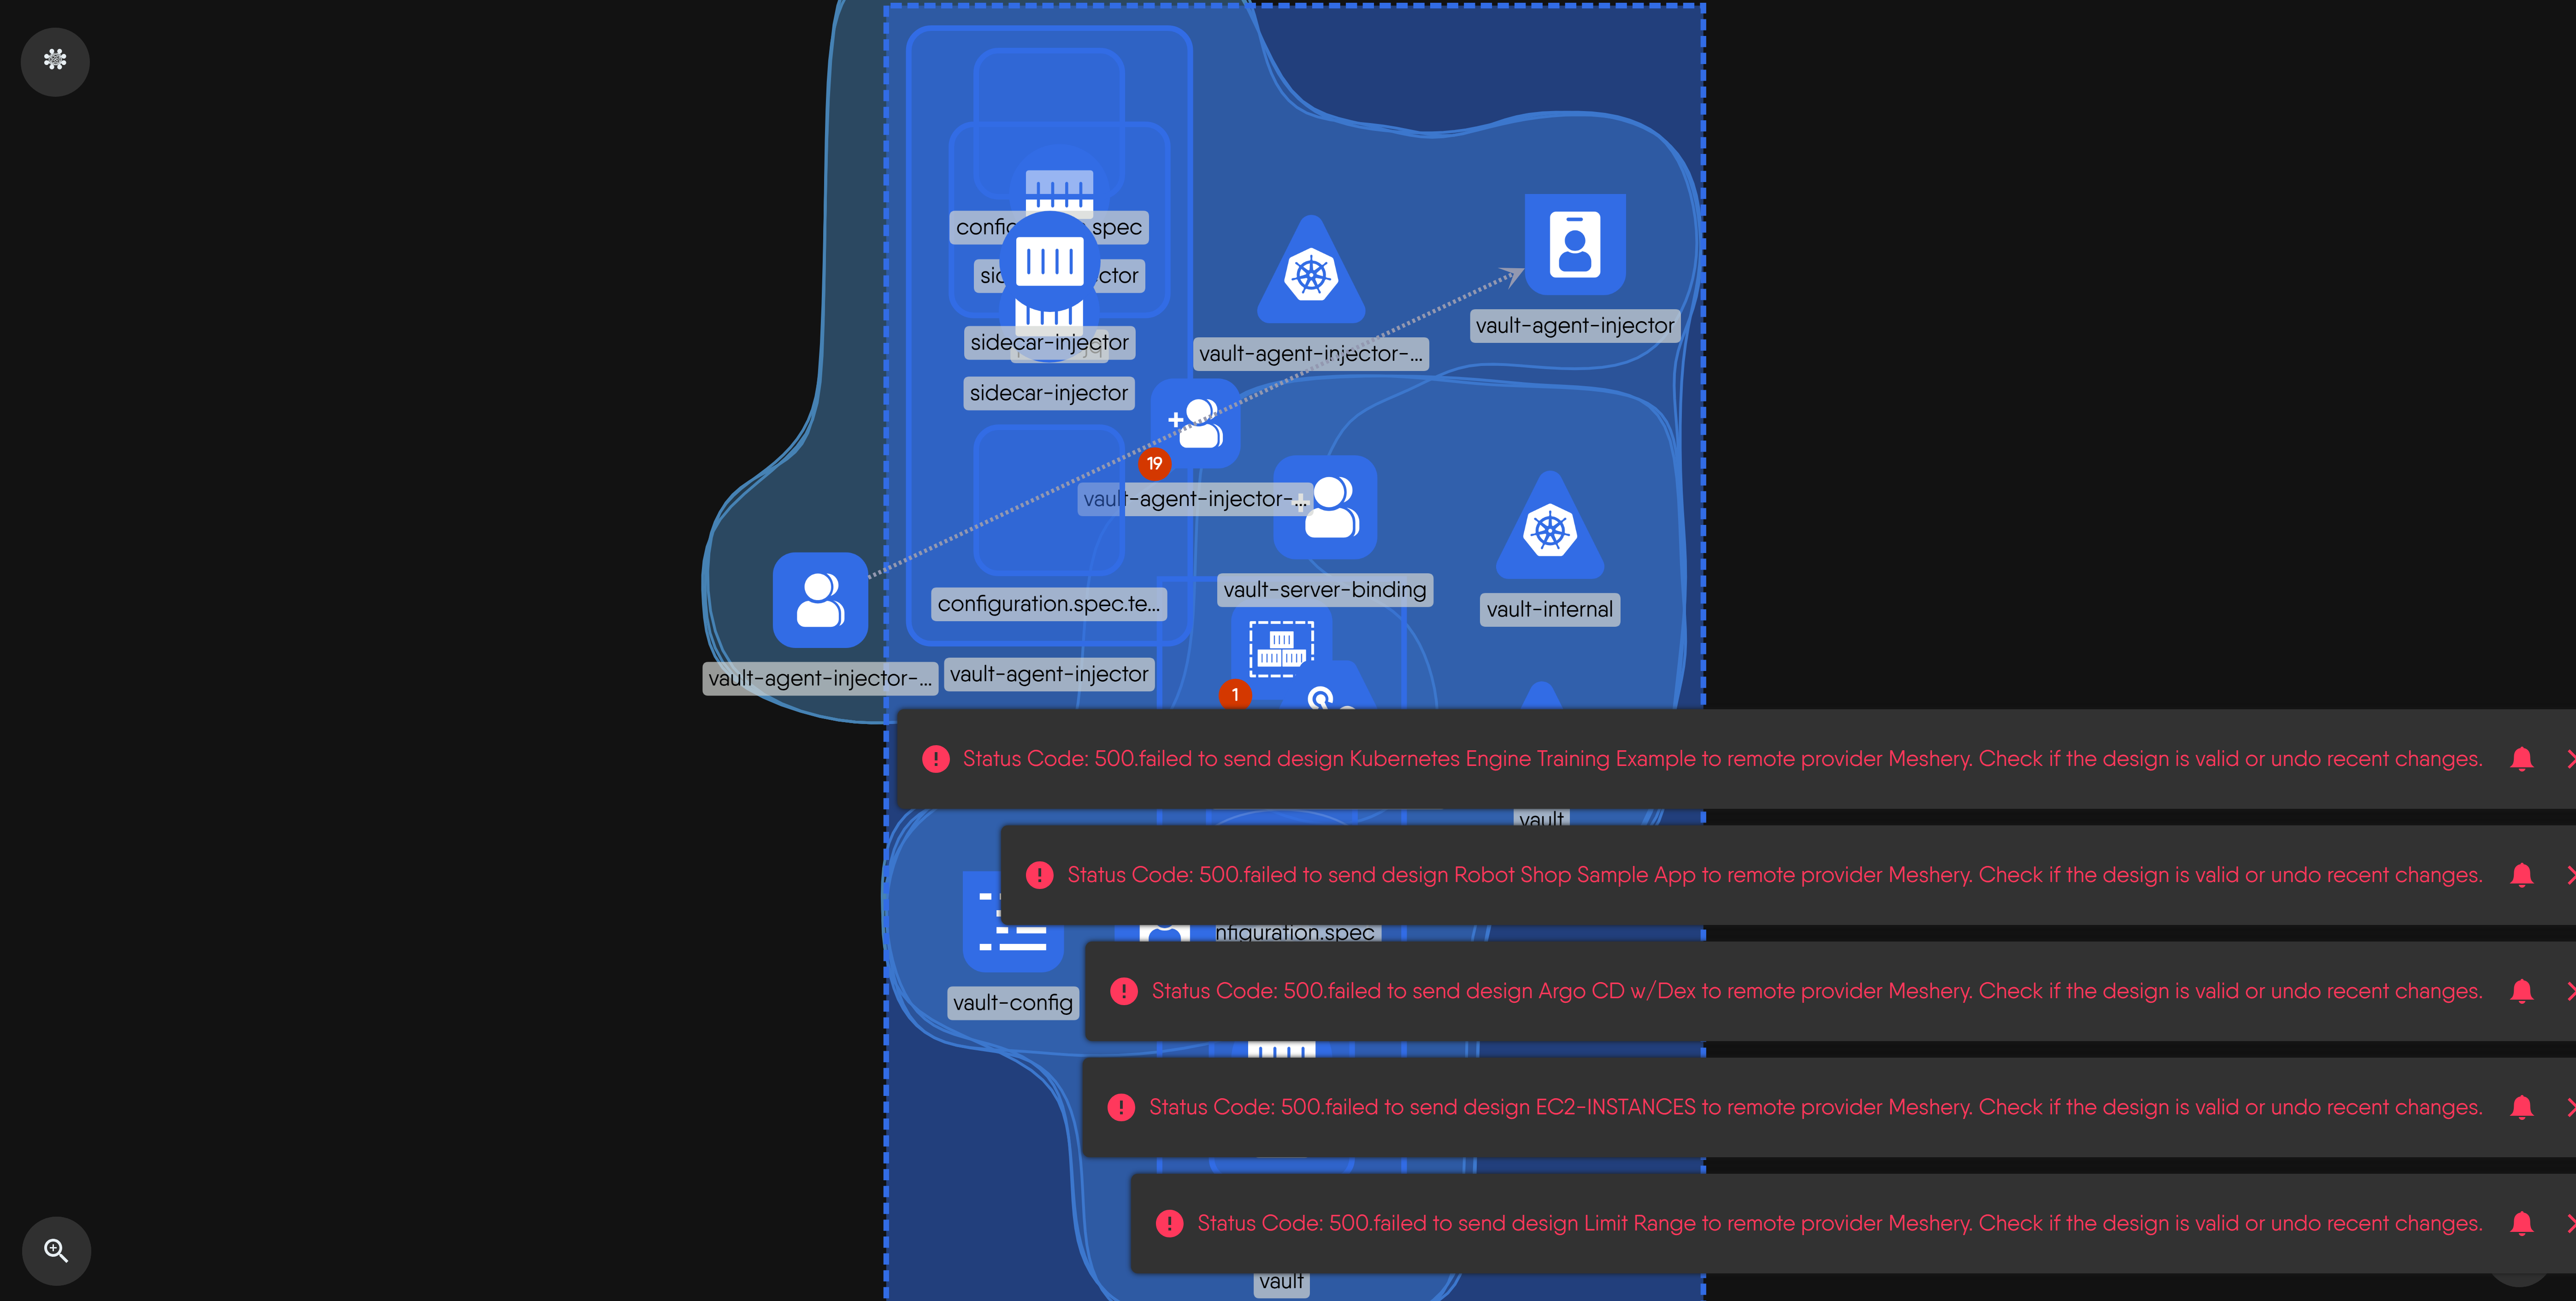 spec
sidecar-injector
sidecar-injector
vault-agent-injector-...
vault-agent-injector
19
vault-agent-injector-...
configuration.spec.te...
vault-server-binding
vault-internal
vault-agent-injector-...
vault-agent-injector
1
Status Code: 500.failed to send design Kubernetes Engine Training Example to remote provider Meshery. Check if the design is valid or undo recent changes.
vault
Status Code: 500.failed to send design Robot Shop Sample App to remote provider Meshery. Check if the design is valid or undo recent changes.
nfiguration.spec
Status Code: 500.failed to send design Argo CD w/Dex to remote provider Meshery. Check if the design is valid or undo recent changes.
vault-config
Status Code: 500.failed to send design EC2-INSTANCES to remote provider Meshery. Check if the design is valid or undo recent changes.
Status Code: 500.failed to send design Limit Range to remote provider Meshery. Check if the design is valid or undo recent changes.
vault